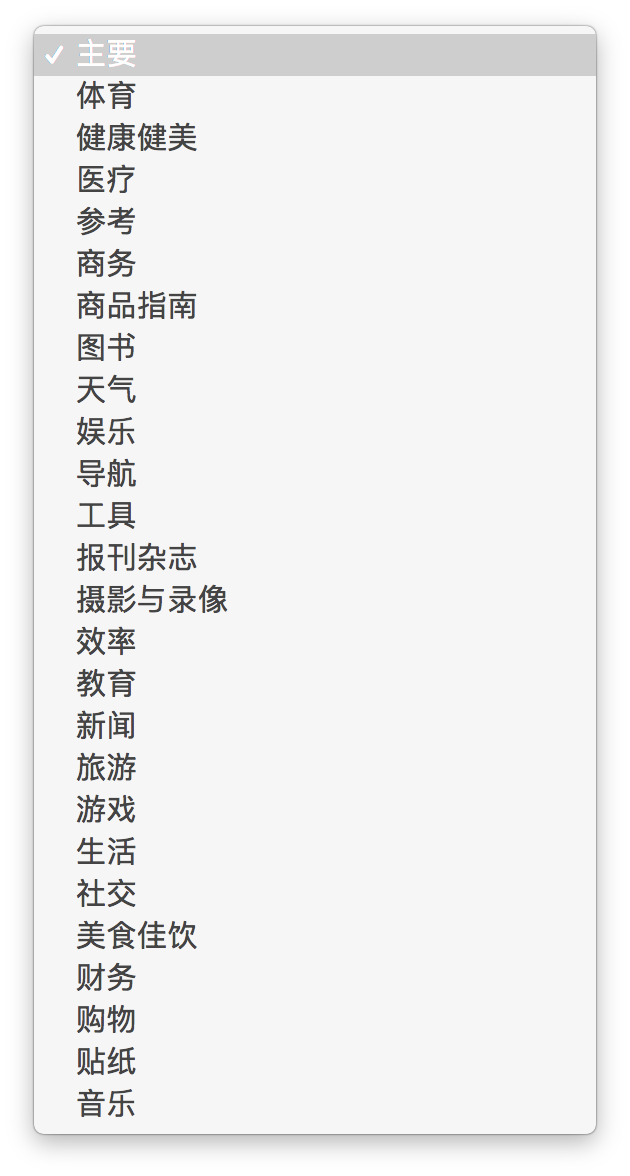 主要
体育
健康健美
医疗
参考
商务
商品指南
图书
天气
娱乐
导航
工具
报刊杂志
摄影与录像
效率
教育
新闻
旅游
游戏
生活
社交
美食佳饮
财务
购物
贴纸
音乐